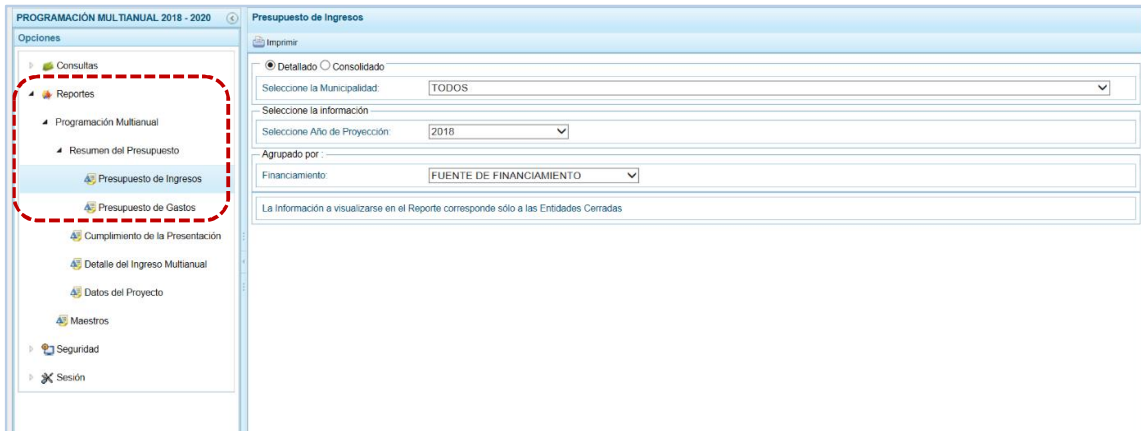 PROGRAMACIÓN MULTIANUAL 2018 - 2020
Opciones
Consultas
Reportes
Programación Multianual
Resumen del Presupuesto
Presupuesto de Ingresos
Presupuesto de Gastos
Cumplimiento de la Presentación
Detalle del Ingreso Multianual
Datos del Proyecto
Maestros
Seguridad
Sesión
Presupuesto de Ingresos
Imprimir
Detallado Consolidado
Seleccione la Municipalidad: TODOS
Seleccione la información
Seleccione Año de Proyección: 2018
Agrupado por :
Financiamiento: FUENTE DE FINANCIAMIENTO
La Información a visualizarse en el Reporte corresponde sólo a las Entidades Cerradas